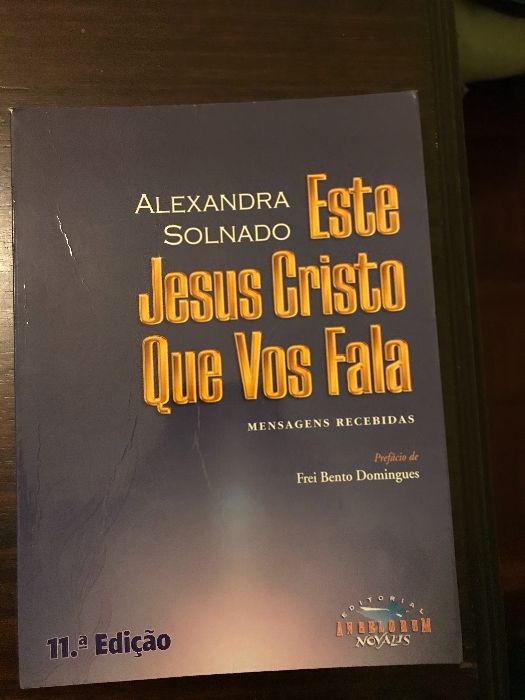 ALEXANDRA
SOLNADO
Este
Jesus Cristo
Que Vos Fala
MENSAGENS RECEBIDAS
Prefácio de
Frei Bento Domingues
11.ª Edição
EDITORIAL
ANGELORUM
NOVALIS